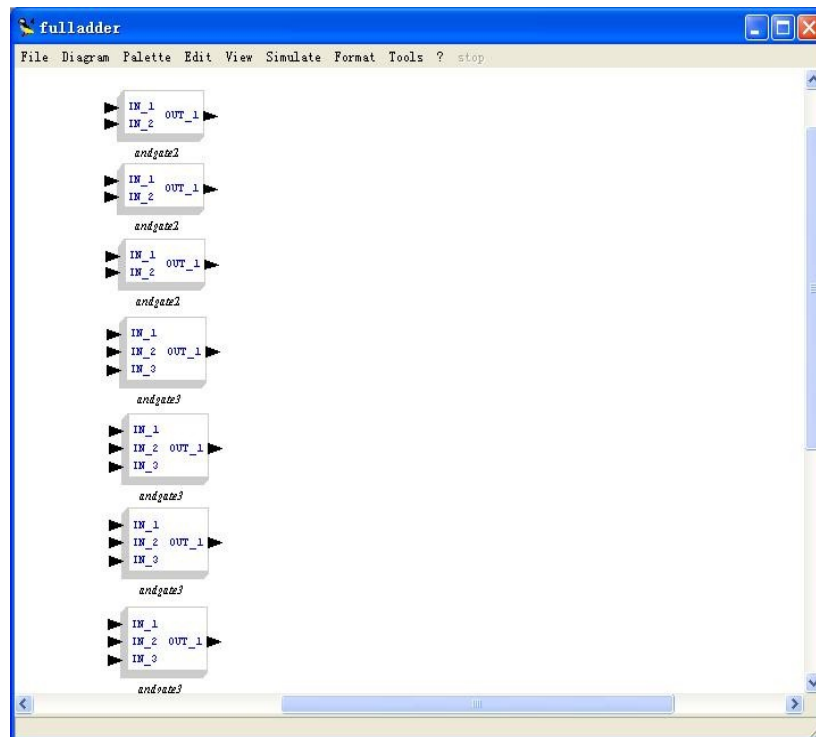 fulladder
File Diagram Palette Edit View Simulate Format Tools ? stop
IN_1
IN_2 OUT_1
andgate2
IN_1
IN_2 OUT_1
andgate2
IN_1
IN_2 OUT_1
andgate2
IN_1
IN_2 OUT_1
IN_3
andgate3
IN_1
IN_2 OUT_1
IN_3
andgate3
IN_1
IN_2 OUT_1
IN_3
andgate3
IN_1
IN_2 OUT_1
IN_3
andgate3